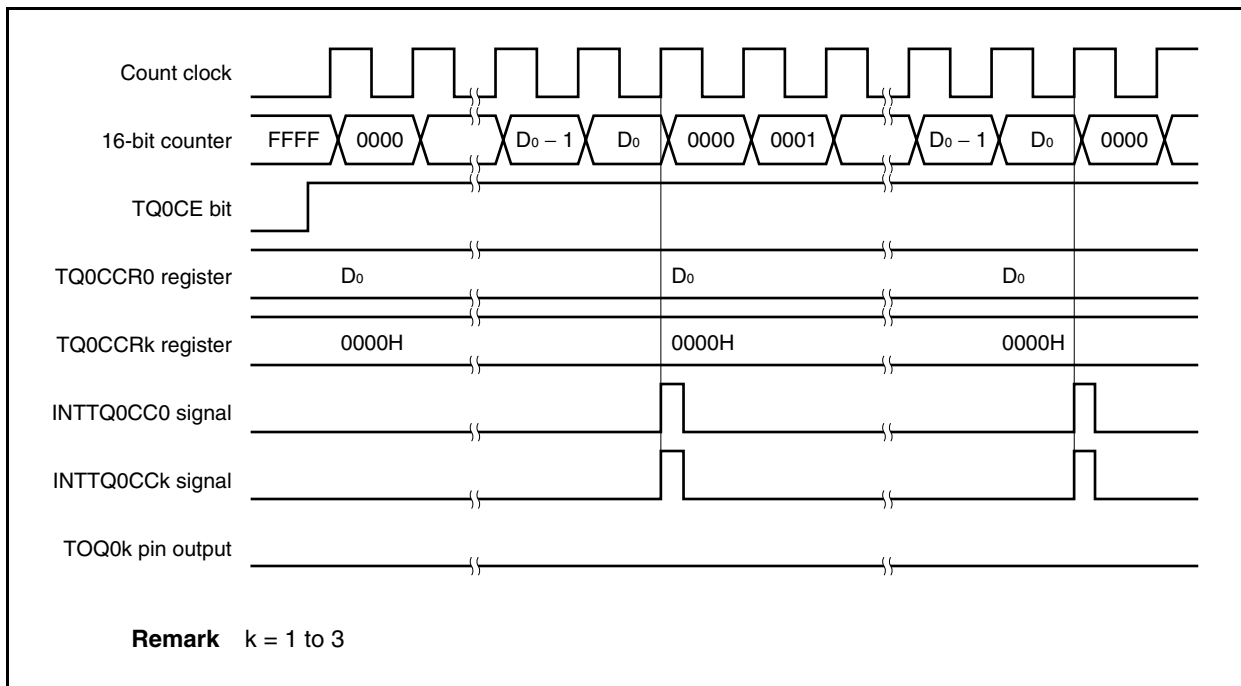 Count clock
16-bit counter FFFF 0000 D0 − 1 D0 0000 0001 D0 − 1 D0 0000
TQ0CE bit
TQ0CCR0 register D0 D0 D0
TQ0CCRk register 0000H 0000H 0000H
INTTQ0CC0 signal
INTTQ0CCk signal
TOQ0k pin output
Remark k = 1 to 3